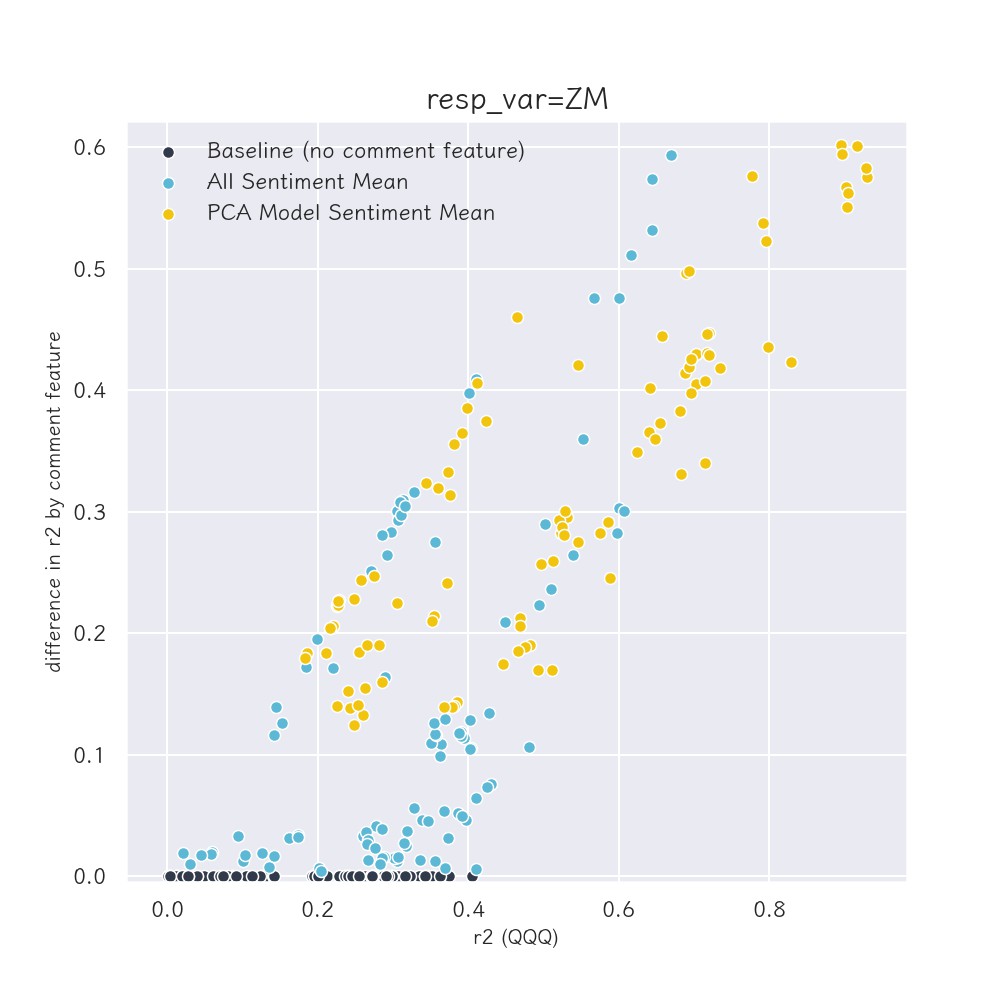 resp_var=ZM
Baseline (no comment feature)
All Sentiment Mean
PCA Model Sentiment Mean
difference in r2 by comment feature
0.6
0.5
0.4
0.3
0.2
0.1
0.0
0.0 0.2 0.4 0.6 0.8
r2 (QQQ)